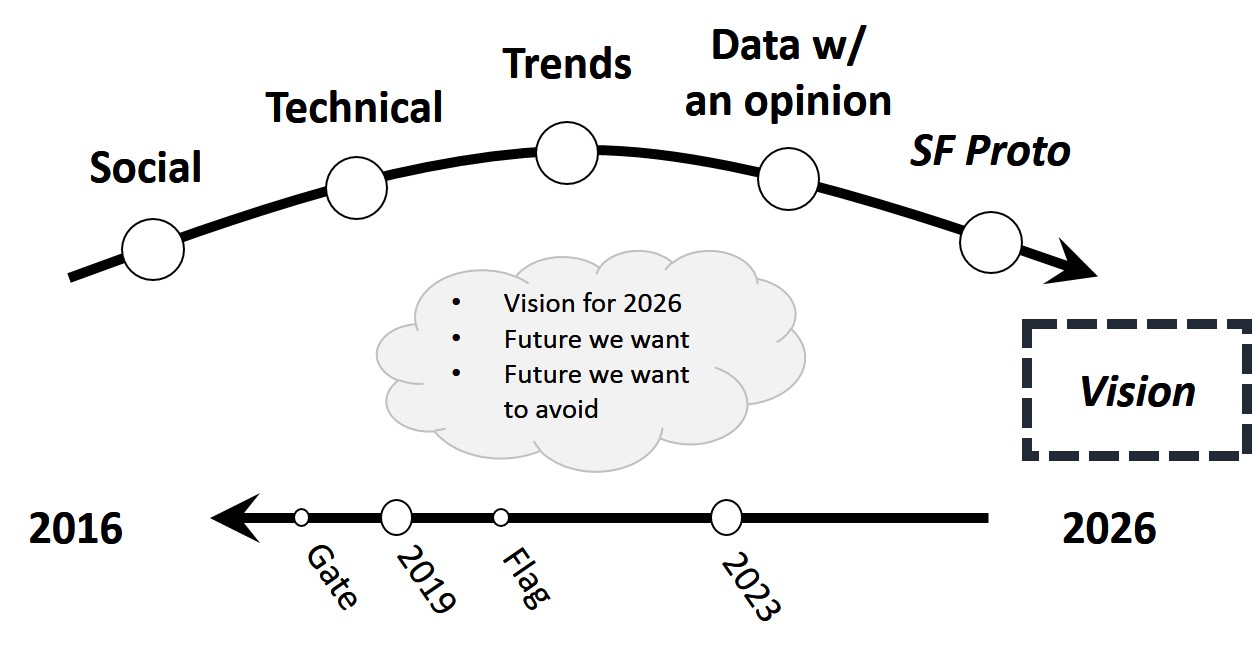 Social
Technical
Trends
Data w/
an opinion
SF Proto
• Vision for 2026
• Future we want
• Future we want
to avoid
Vision
2016
Gate
2019
Flag
2023
2026